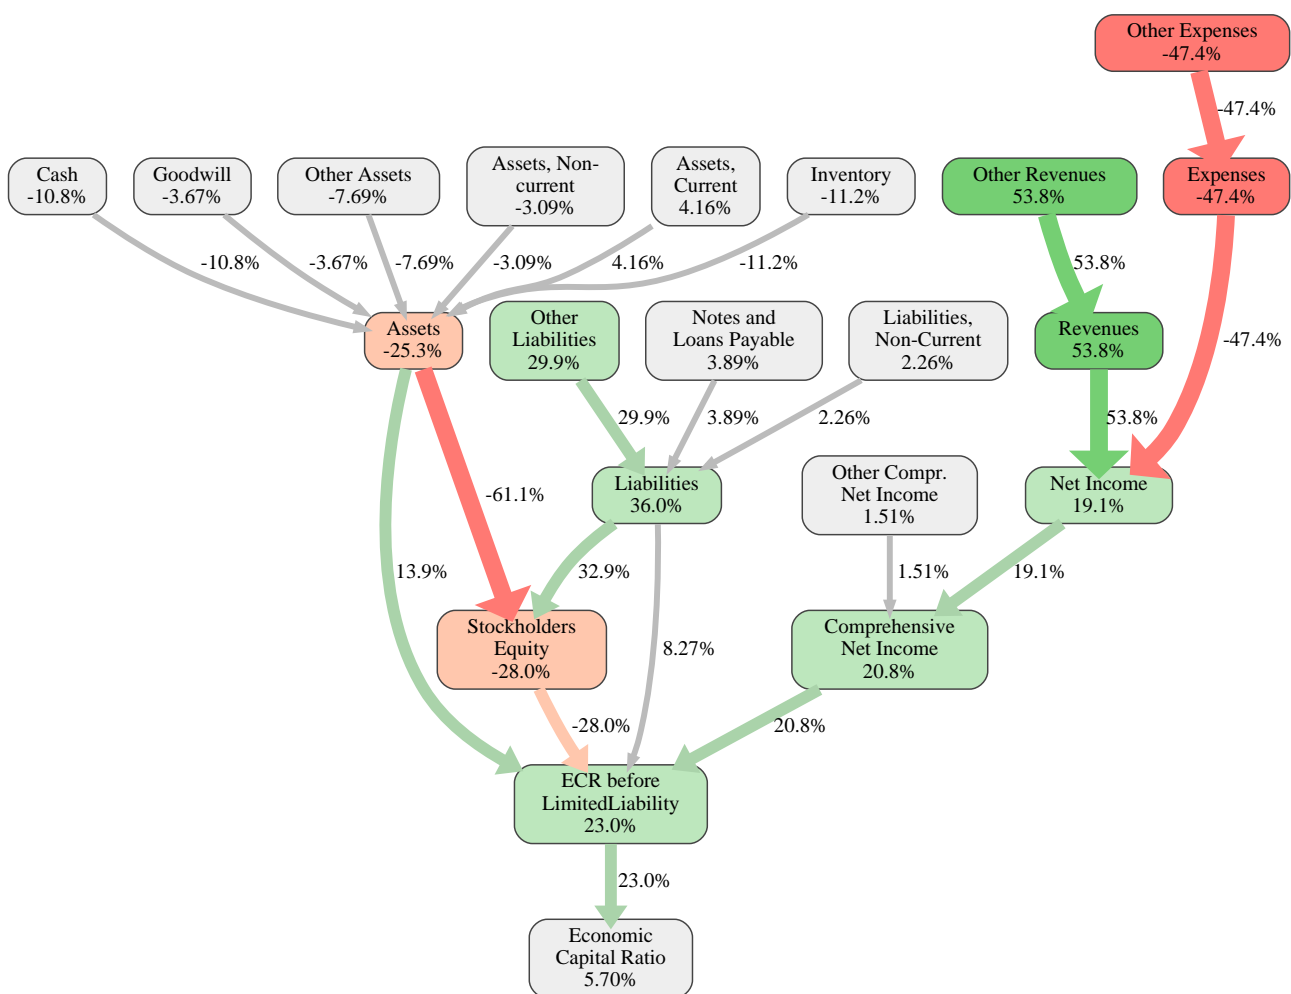 Other Expenses
-47.4%
-47.4%
Cash
-10.8%
Goodwill
-3.67%
Other Assets
-7.69%
Assets, Non-
current
-3.09%
Assets,
Current
4.16%
Inventory
-11.2%
Other Revenues
53.8%
Expenses
-47.4%
-10.8%
-3.67%
-7.69%
-3.09%
4.16%
-11.2%
53.8%
-47.4%
Assets
-25.3%
Other
Liabilities
29.9%
Notes and
Loans Payable
3.89%
Liabilities,
Non-Current
2.26%
Revenues
53.8%
29.9%
3.89%
2.26%
53.8%
-61.1%
Liabilities
36.0%
Other Compr.
Net Income
1.51%
Net Income
19.1%
13.9%
32.9%
1.51%
19.1%
Stockholders
Equity
-28.0%
8.27%
Comprehensive
Net Income
20.8%
-28.0%
20.8%
ECR before
LimitedLiability
23.0%
23.0%
Economic
Capital Ratio
5.70%